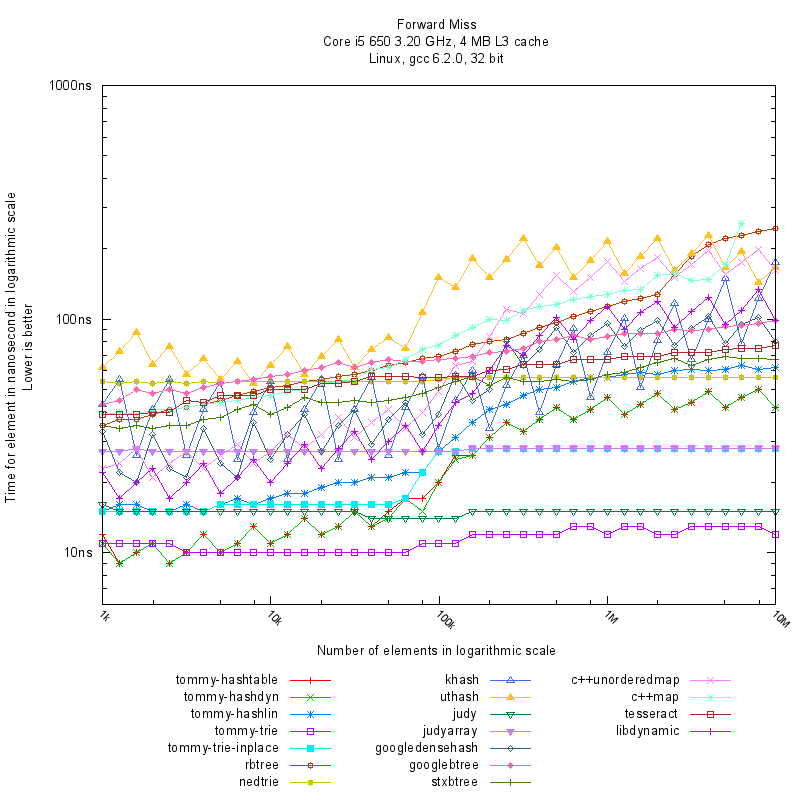 Forward Miss
Core i5 650 3.20 GHz, 4 MB L3 cache
Linux, gcc 6.2.0, 32 bit
Time for element in nanosecond in logarithmic scale
Lower is better
1000ns
100ns
10ns
1k
10k
100k
1M
10M
Number of elements in logarithmic scale
tommy-hashtable
tommy-hashdyn
tommy-hashlin
tommy-trie
tommy-trie-inplace
rbtree
nedtrie
khash
uthash
judy
judyarray
googledensehash
googlebtree
stxbtree
c++unorderedmap
c++map
tesseract
libdynamic